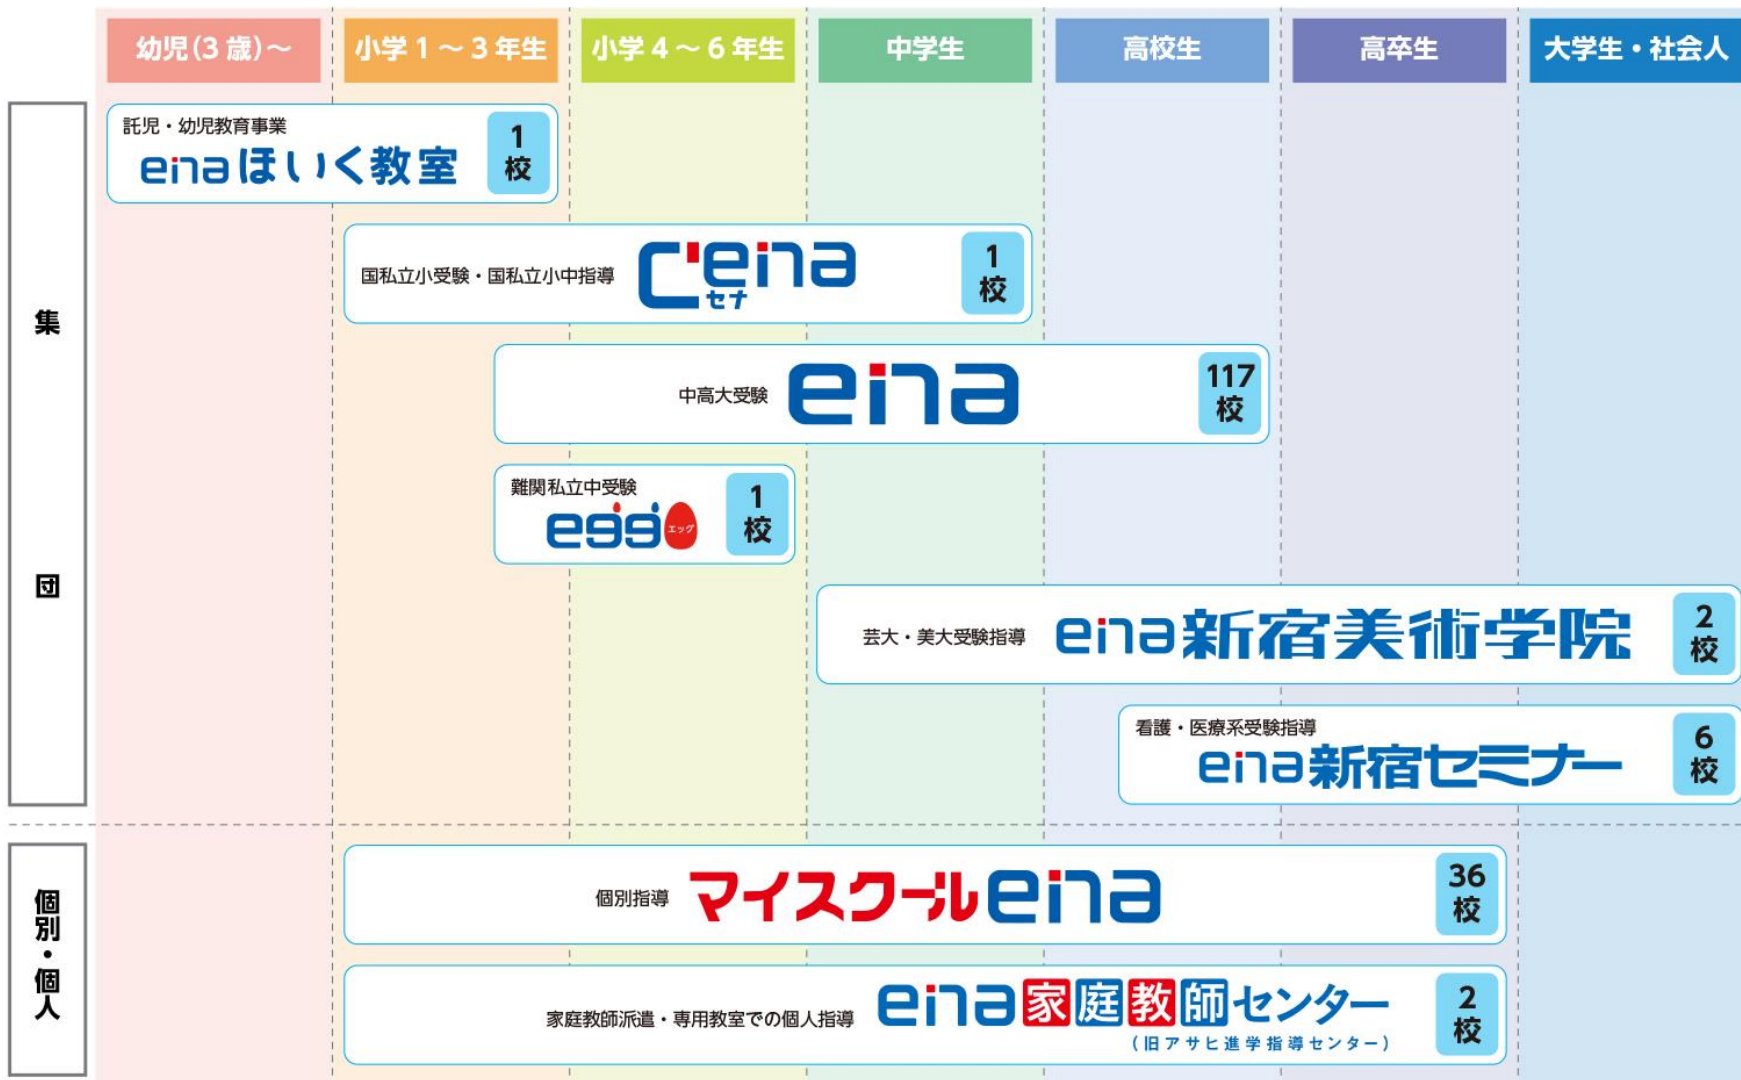 幼児(3歳)～
小学1～3年生
小学4～6年生
中学生
高校生
高卒生
大学生・社会人
集団
託児・幼児教育事業
enaほいく教室
1校
国私立小受験・国私立小中指導
C'ena
セナ
1校
中高大受験
ena
117校
難関私立中受験
egg
エッグ
1校
芸大・美大受験指導
ena新宿美術学院
2校
看護・医療系受験指導
ena新宿セミナー
6校
個別・個人
個別指導
マイスクールena
36校
家庭教師派遣・専用教室での個人指導
ena家庭教師センター
(旧アサヒ進学指導センター)
2校